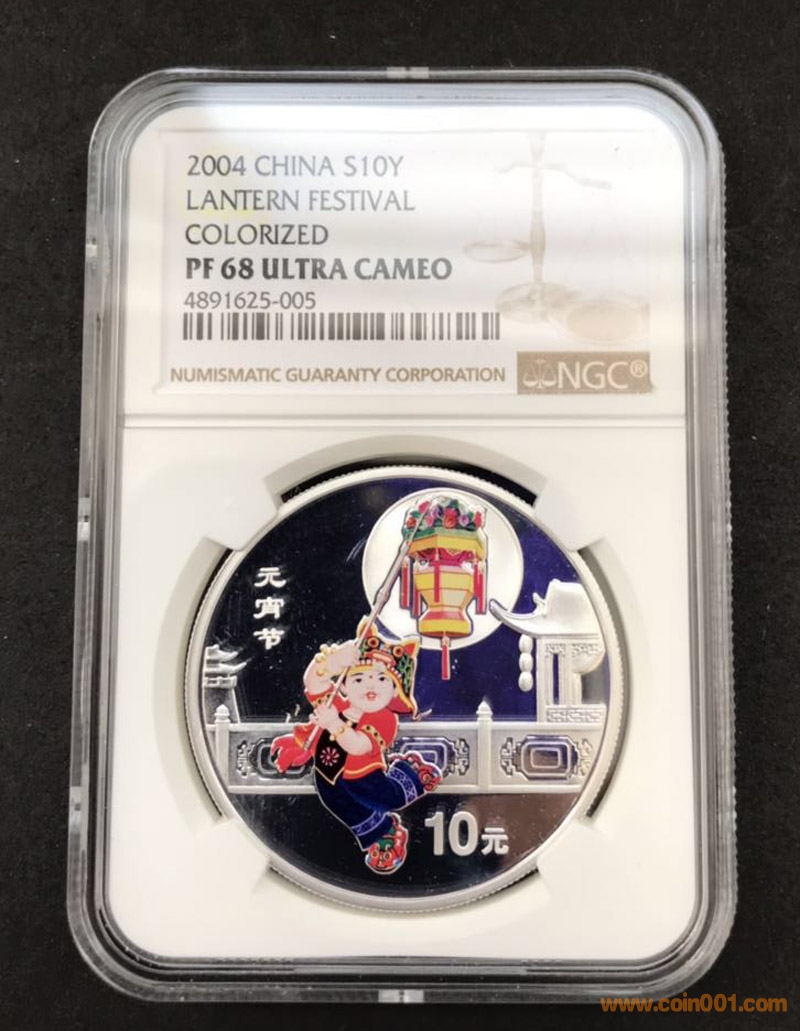 2004 CHINA S10Y
LANTERN FESTIVAL
COLORIZED
PF 68 ULTRA CAMEO
4891625-005
NUMISMATIC GUARANTY CORPORATION
NGC®
元宵节
10元
www.coin001.com